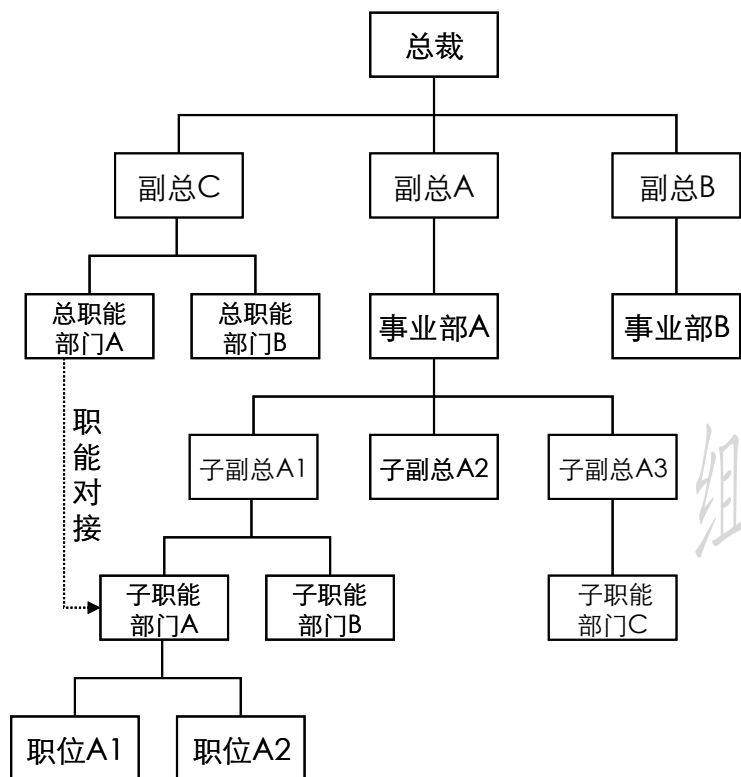 总裁
副总C
副总A
副总B
总职能
部门A
总职能
部门B
事业部A
事业部B
职能对接
子副总A1
子副总A2
子副总A3
组
子职能
部门A
子职能
部门B
子职能
部门C
职位A1
职位A2